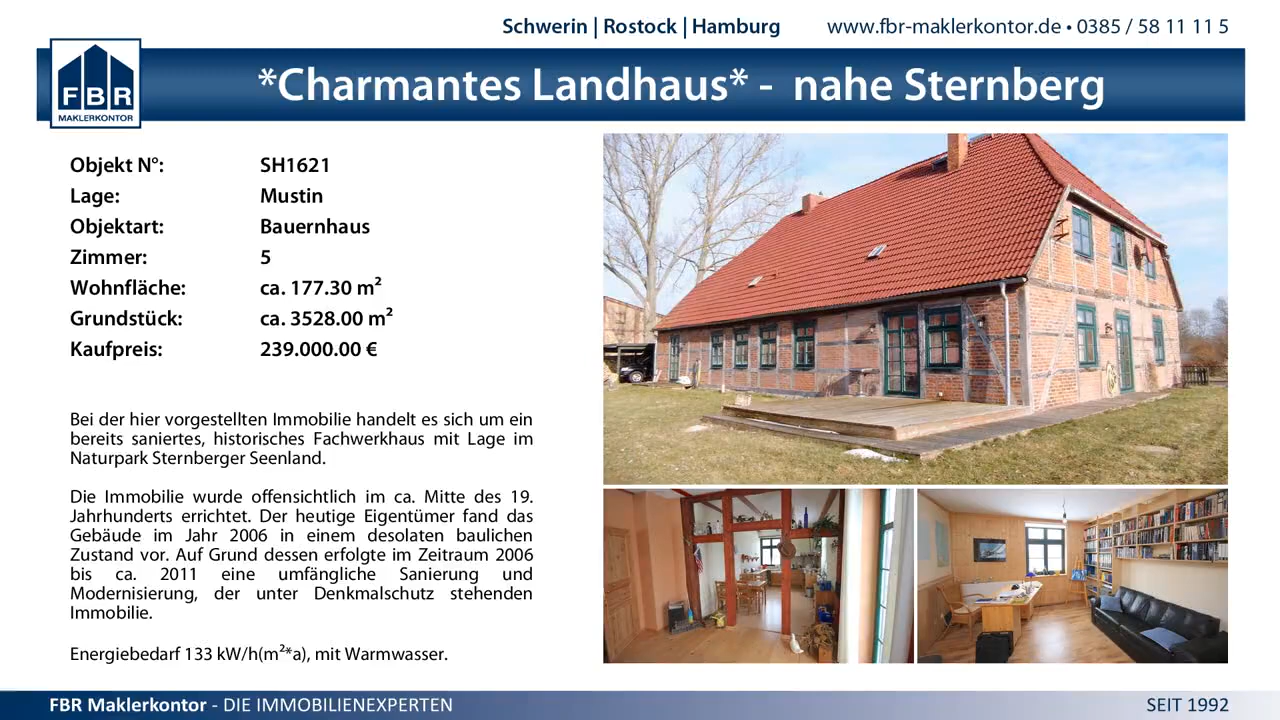 Schwerin | Rostock | Hamburg www.fbr-maklerkontor.de • 0385 / 58 11 11 5
FBR
MAKLERKONTOR
*Charmantes Landhaus* - nahe Sternberg
Objekt N°: SH1621
Lage: Mustin
Objektart: Bauernhaus
Zimmer: 5
Wohnfläche: ca. 177.30 m²
Grundstück: ca. 3528.00 m²
Kaufpreis: 239.000.00 €
Bei der hier vorgestellten Immobilie handelt es sich um ein
bereits saniertes, historisches Fachwerkhaus mit Lage im
Naturpark Sternberger Seenland.
Die Immobilie wurde offensichtlich im ca. Mitte des 19.
Jahrhunderts errichtet. Der heutige Eigentümer fand das
Gebäude im Jahr 2006 in einem desolaten baulichen
Zustand vor. Auf Grund dessen erfolgte im Zeitraum 2006
bis ca. 2011 eine umfängliche Sanierung und
Modernisierung, der unter Denkmalschutz stehenden
Immobilie.
Energiebedarf 133 kW/h(m²*a), mit Warmwasser.
FBR Maklerkontor - DIE IMMOBILIENEXPERTEN SEIT 1992